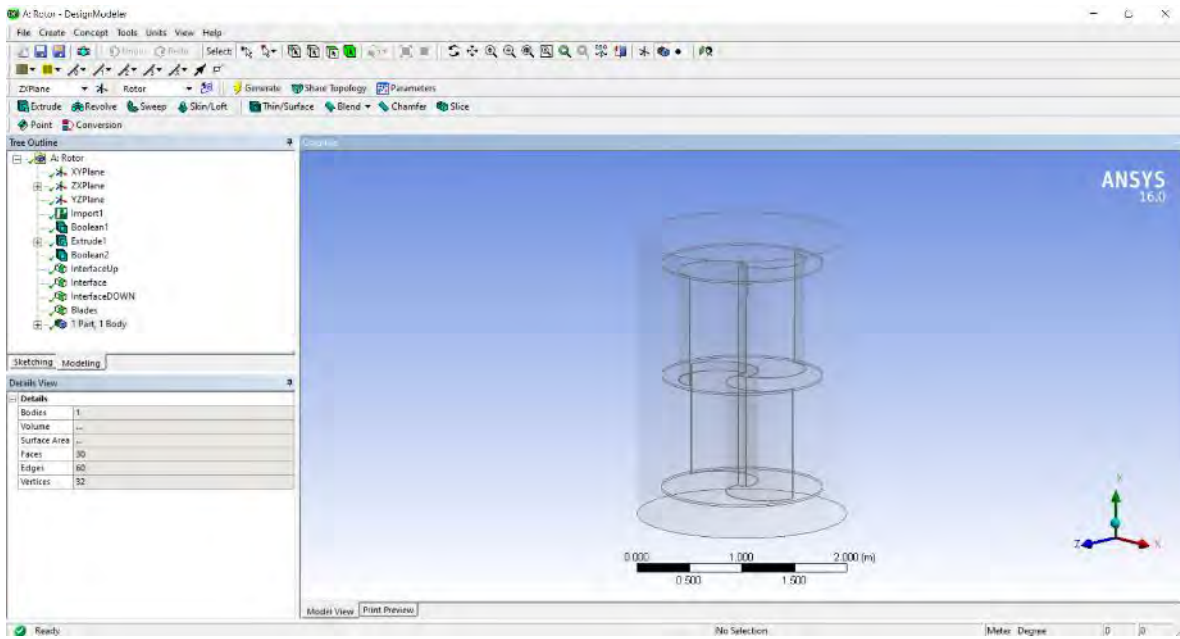 A: Rotor - DesignModeler
File Create Concept Tools Units View Help
Undo Redo Select:
ZXPlane Rotor Generate Share Topology Parameters
Extrude Revolve Sweep Skin/Loft Thin/Surface Blend Chamfer Slice
Point Conversion
Tree Outline
Graphics
A: Rotor
XYPlane
ZXPlane
YZPlane
Import1
Boolean1
Extrude1
Boolean2
InterfaceUp
Interface
InterfaceDOWN
Blades
1 Part, 1 Body
Sketching Modeling
Details View
Details
Bodies 1
Volume ...
Surface Area ...
Faces 30
Edges 60
Vertices 32
ANSYS
16.0
Y
Z X
0.000 1.000 2.000 (m)
0.500 1.500
Model View Print Preview
Ready No Selection Meter Degree 0 0